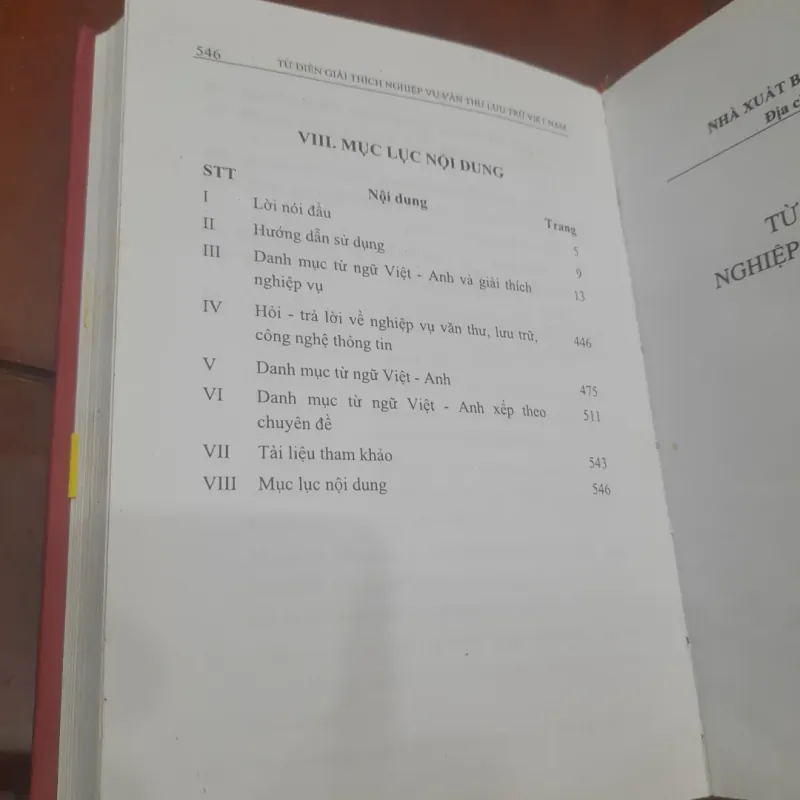 546
TỪ ĐIỂN GIẢI THÍCH NGHIỆP VỤ VĂN THƯ LƯU TRỮ VIỆT NAM
VIII. MỤC LỤC NỘI DUNG
STT Nội dung Trang
I Lời nói đầu 5
II Hướng dẫn sử dụng 9
III Danh mục từ ngữ Việt - Anh và giải thích 13
nghiệp vụ
IV Hỏi - trả lời về nghiệp vụ văn thư, lưu trữ,
công nghệ thông tin 446
V Danh mục từ ngữ Việt - Anh 475
VI Danh mục từ ngữ Việt - Anh xếp theo 511
chuyên đề
VII Tài liệu tham khảo 543
VIII Mục lục nội dung 546
NHÀ XUẤT B
Địa c
TỪ
NGHIỆP